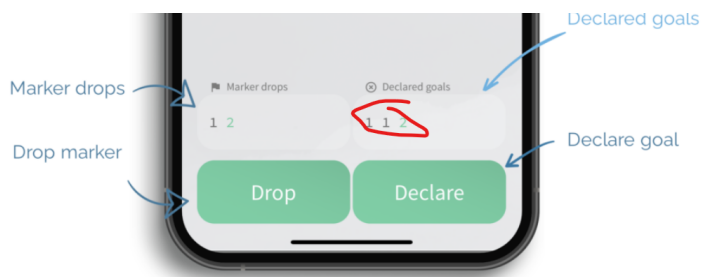 Declared goals
Marker drops
Marker drops
Declared goals
1 2
1 1 2
Drop marker
Declare goal
Drop
Declare